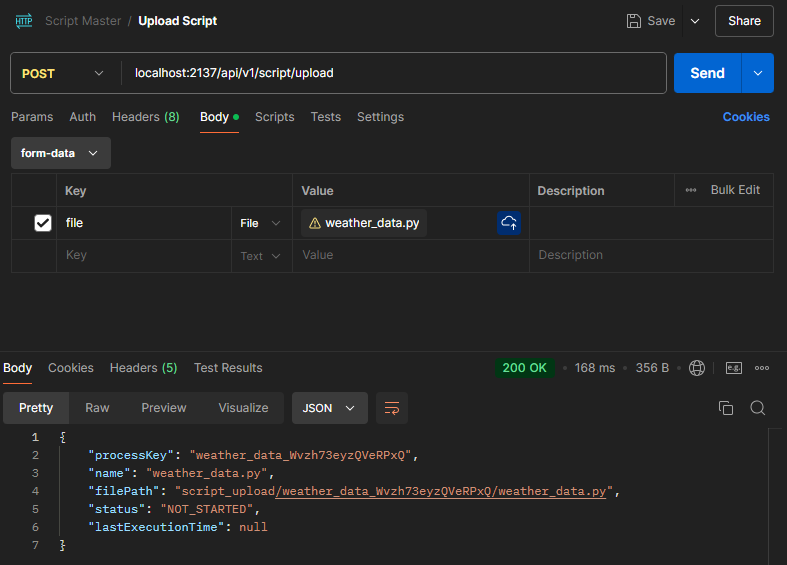 HTTP Script Master / Upload Script Save Share
POST localhost:2137/api/v1/script/upload Send
Params Auth Headers (8) Body Scripts Tests Settings Cookies
form-data
Key Value Description Bulk Edit
file File weather_data.py
Key Text Value Description
Body Cookies Headers (5) Test Results 200 OK 168 ms 356 B e.g.
Pretty Raw Preview Visualize JSON
1 {
2 "processKey": "weather_data_Wvzh73eyzQVeRPxQ",
3 "name": "weather_data.py",
4 "filePath": "script_upload/weather_data_Wvzh73eyzQVeRPxQ/weather_data.py",
5 "status": "NOT_STARTED",
6 "lastExecutionTime": null
7 }